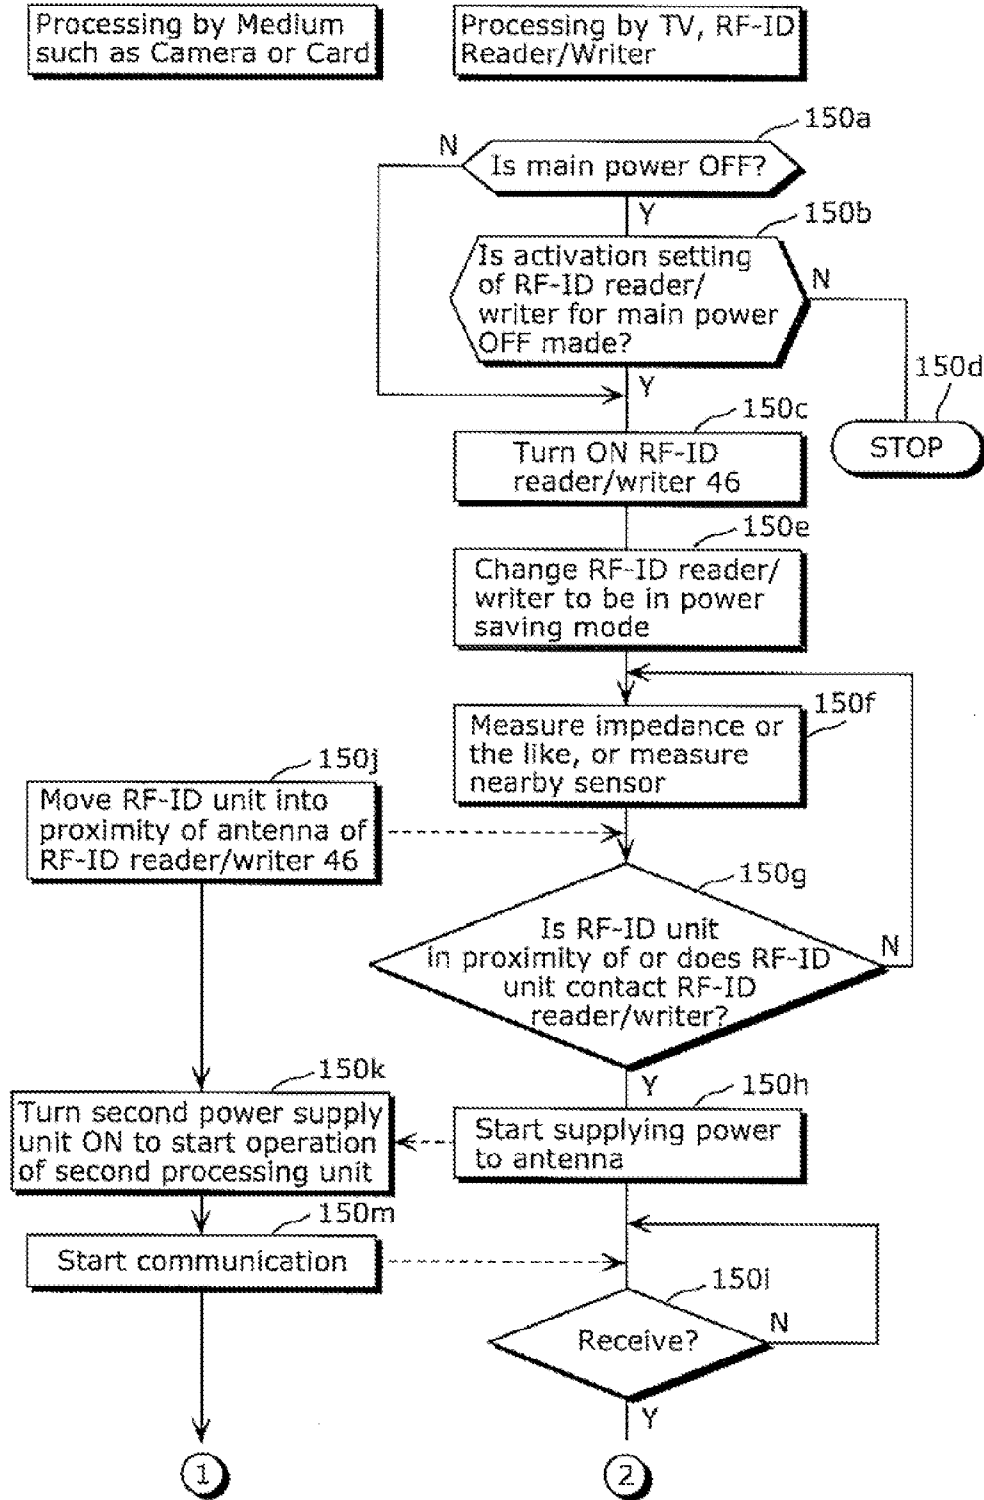 Processing by Medium
such as Camera or Card
Processing by TV, RF-ID
Reader/Writer
150a
N
Is main power OFF?
Y
150b
Is activation setting
of RF-ID reader/
writer for main power
OFF made?
N
Y
150d
STOP
150c
Turn ON RF-ID
reader/writer 46
150e
Change RF-ID reader/
writer to be in power
saving mode
150f
Measure impedance or
the like, or measure
nearby sensor
150j
Move RF-ID unit into
proximity of antenna of
RF-ID reader/writer 46
150g
Is RF-ID unit
in proximity of or does RF-ID
unit contact RF-ID
reader/writer?
N
Y
150k
Turn second power supply
unit ON to start operation
of second processing unit
150h
Start supplying power
to antenna
150m
Start communication
150i
Receive?
N
Y
1
2